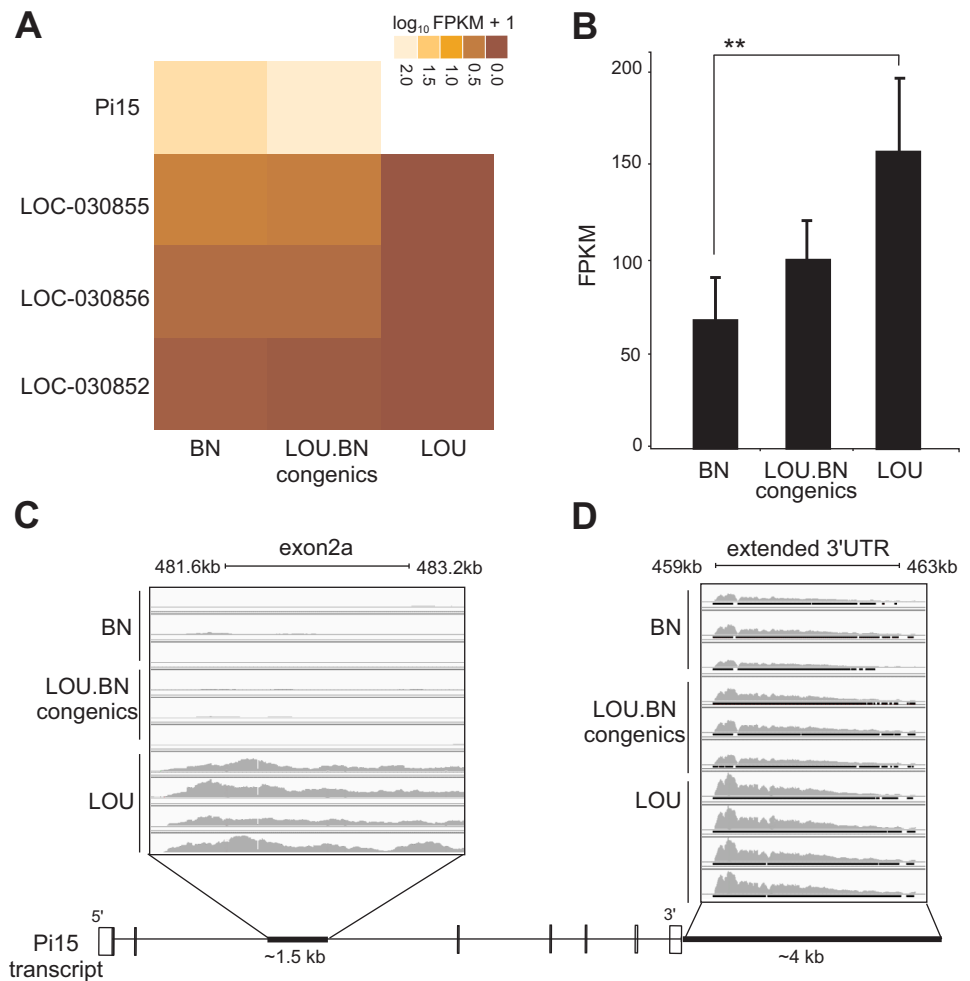 A
log10 FPKM + 1
2.0
1.5
1.0
0.5
0.0
Pi15
LOC-030855
LOC-030856
LOC-030852
BN
LOU.BN
congenics
LOU
B
**
FPKM
200
150
100
50
0
BN
LOU.BN
congenics
LOU
C
exon2a
481.6kb
483.2kb
BN
LOU.BN
congenics
LOU
D
extended 3'UTR
459kb
463kb
BN
LOU.BN
congenics
LOU
5'
3'
Pi15
transcript
~1.5 kb
~4 kb